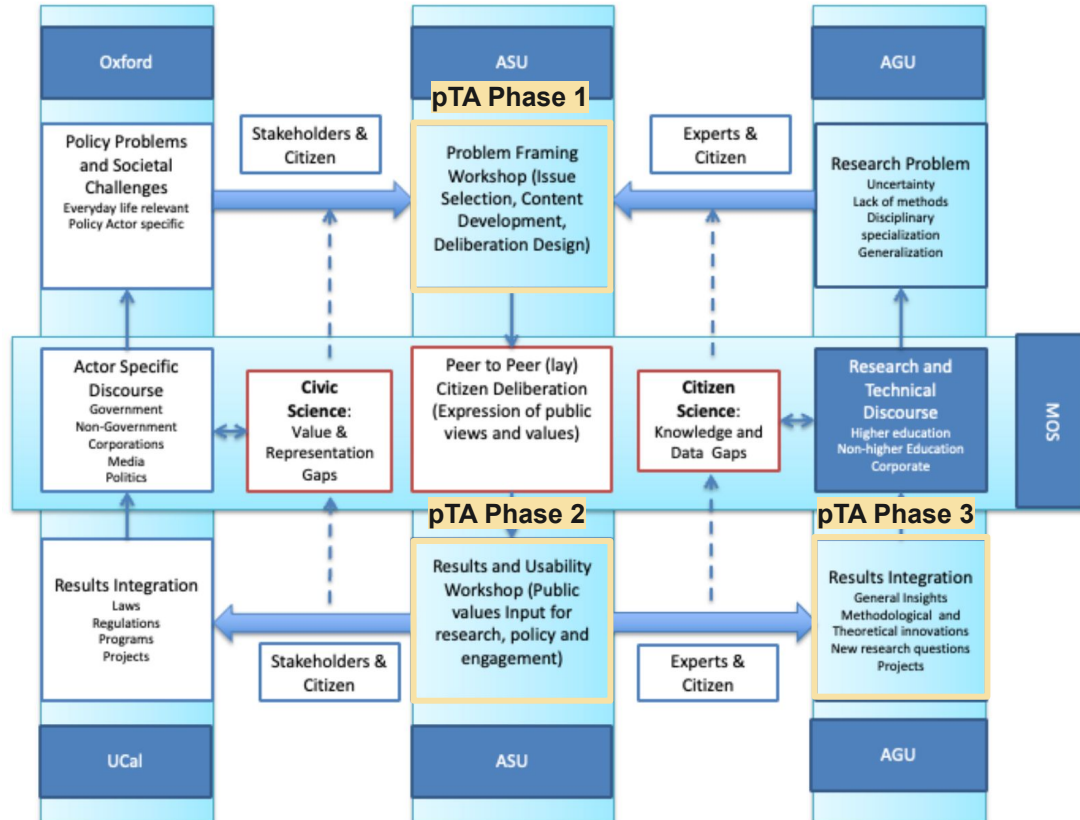 Oxford
ASU
AGU
pTA Phase 1
Policy Problems
and Societal
Challenges
Everyday life relevant
Policy Actor specific
Stakeholders &
Citizen
Problem Framing
Workshop (Issue
Selection, Content
Development,
Deliberation Design)
Experts &
Citizen
Research Problem
Uncertainty
Lack of methods
Disciplinary
specialization
Generalization
Actor Specific
Discourse
Government
Non-Government
Corporations
Media
Politics
Civic
Science:
Value &
Representation
Gaps
Peer to Peer (lay)
Citizen Deliberation
(Expression of public
views and values)
Citizen
Science:
Knowledge and
Data Gaps
Research and
Technical
Discourse
Higher education
Non-higher Education
Corporate
MOS
pTA Phase 2
pTA Phase 3
Results Integration
Laws
Regulations
Programs
Projects
Stakeholders &
Citizen
Results and Usability
Workshop (Public
values Input for
research, policy and
engagement)
Experts &
Citizen
Results Integration
General Insights
Methodological and
Theoretical innovations
New research questions
Projects
UCal
ASU
AGU